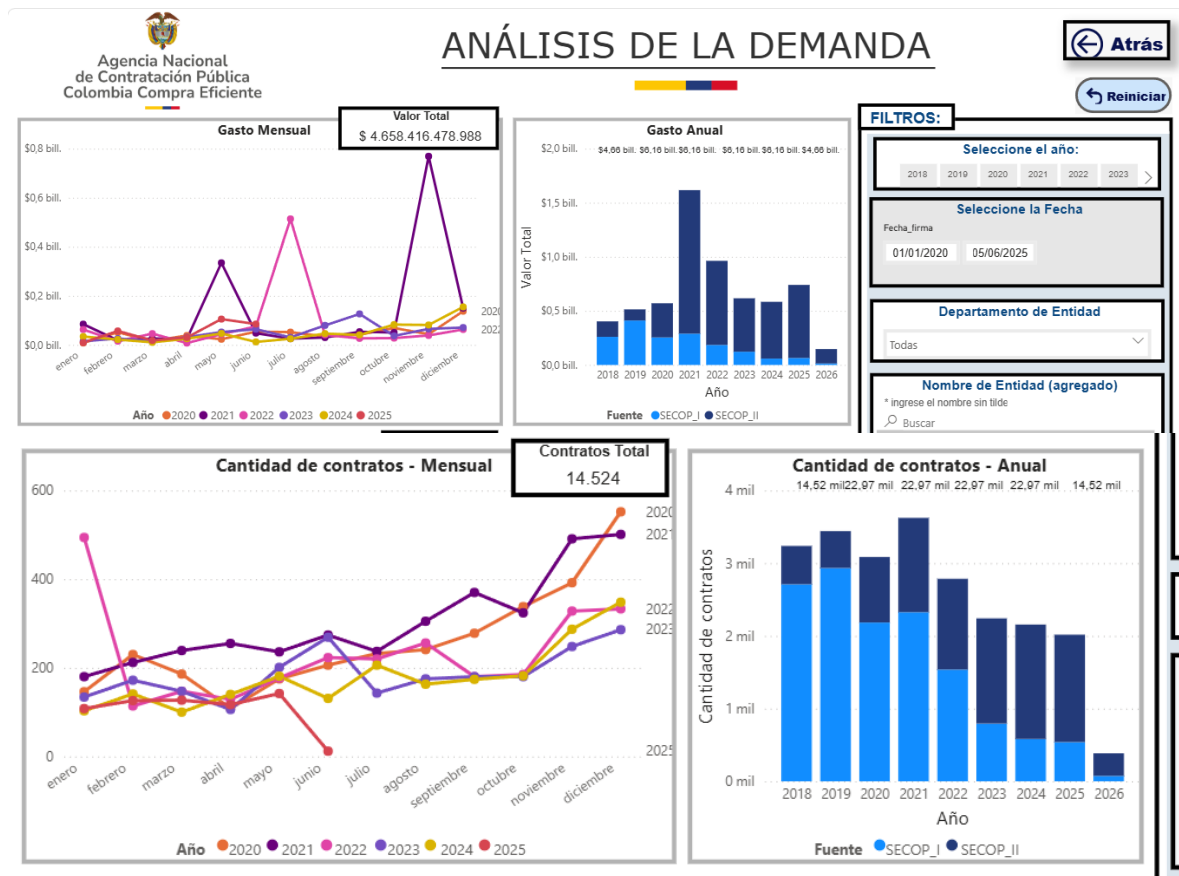 Agencia Nacional
de Contratación Pública
Colombia Compra Eficiente
ANÁLISIS DE LA DEMANDA
Atrás
Reiniciar
Gasto Mensual
Valor Total
$ 4.658.416.478.988
$0,8 bill.
$0,6 bill.
$0,4 bill.
$0,2 bill.
$0,0 bill.
2020
2022
enero
febrero
marzo
abril
mayo
junio
julio
agosto
septiembre
octubre
noviembre
diciembre
Año 2020 2021 2022 2023 2024 2025
Gasto Anual
$4,66 bill. $6,16 bill. $6,16 bill. $6,16 bill. $6,16 bill. $4,66 bill.
Valor Total
$2,0 bill.
$1,5 bill.
$1,0 bill.
$0,5 bill.
$0,0 bill.
2018 2019 2020 2021 2022 2023 2024 2025 2026
Año
Fuente SECOP_I SECOP_II
FILTROS:
Seleccione el año:
2018 2019 2020 2021 2022 2023
Seleccione la Fecha
Fecha_firma
01/01/2020 05/06/2025
Departamento de Entidad
Todas
Nombre de Entidad (agregado)
* ingrese el nombre sin tilde
Buscar
Cantidad de contratos - Mensual
Contratos Total
14.524
600
400
200
0
2020
2021
2022
2023
2025
enero
febrero
marzo
abril
mayo
junio
julio
agosto
septiembre
octubre
noviembre
diciembre
Año 2020 2021 2022 2023 2024 2025
Cantidad de contratos - Anual
14,52 mil 22,97 mil 22,97 mil 22,97 mil 22,97 mil 14,52 mil
Cantidad de contratos
4 mil
3 mil
2 mil
1 mil
0 mil
2018 2019 2020 2021 2022 2023 2024 2025 2026
Año
Fuente SECOP_I SECOP_II